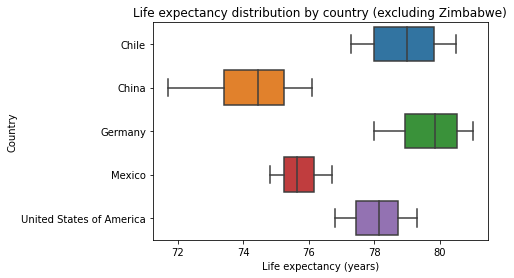 Life expectancy distribution by country (excluding Zimbabwe)
Chile
China
Germany
Mexico
United States of America
Country
72 74 76 78 80
Life expectancy (years)